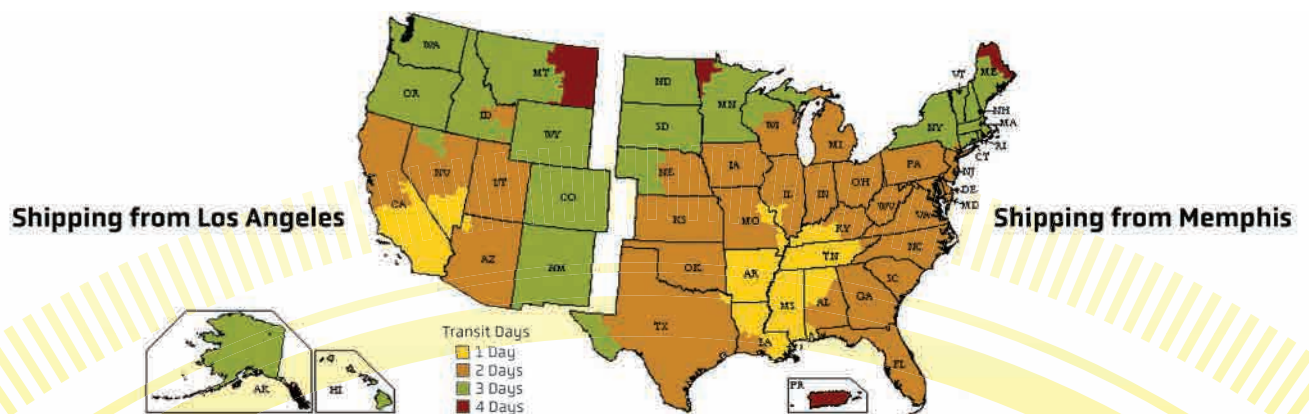 WA
OR
ID
MT
WY
CA
NV
UT
CO
AZ
NM
ND
SD
NE
KS
OK
TX
MN
IA
MO
AR
LA
WI
IL
IN
MI
OH
KY
TN
MS
AL
GA
FL
SC
NC
VA
WV
PA
NY
VT
ME
NH
MA
RI
CT
NJ
DE
MD
Shipping from Los Angeles
Shipping from Memphis
AK
HI
Transit Days
1 Day
2 Days
3 Days
4 Days
PR